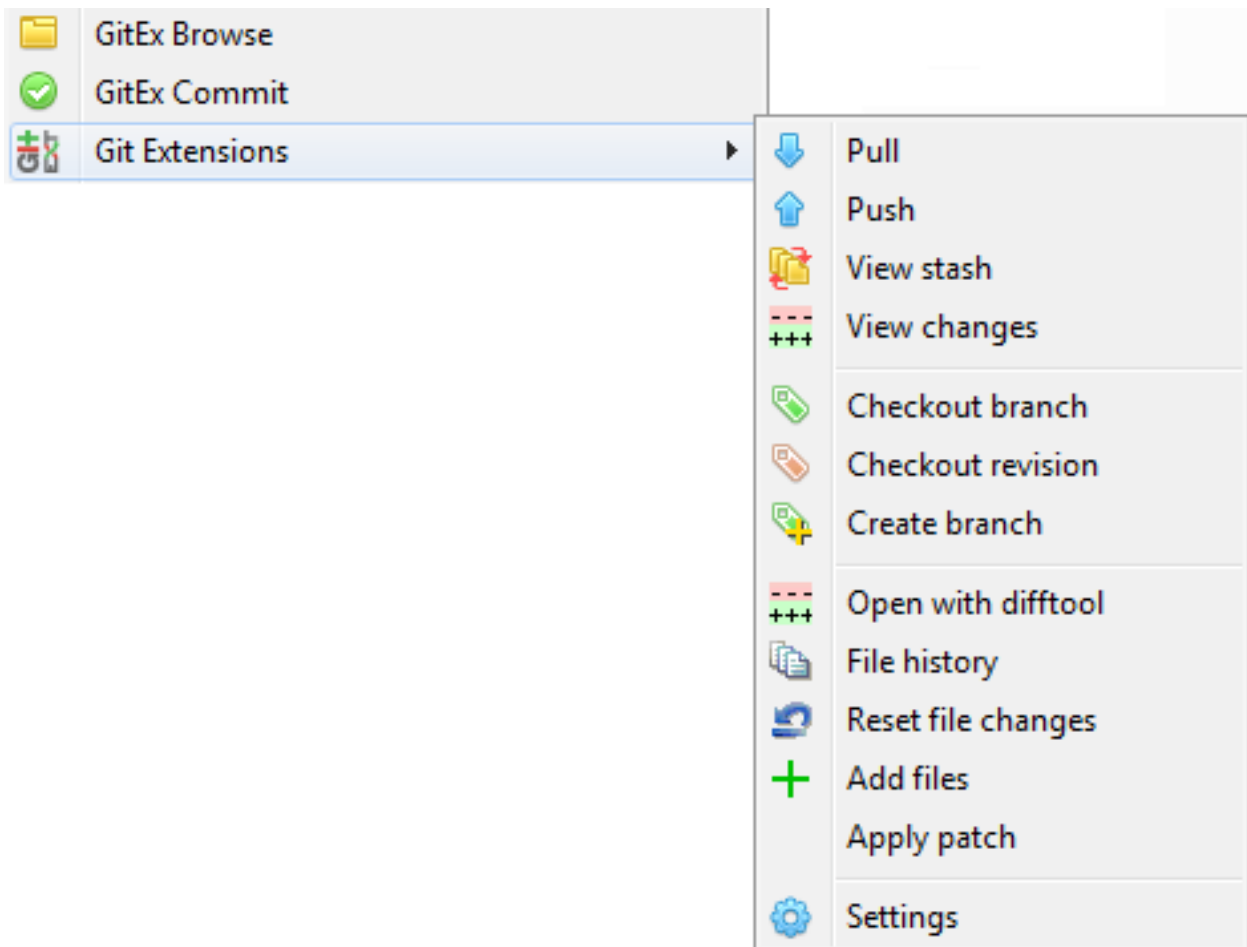 GitEx Browse
GitEx Commit
Git Extensions
Pull
Push
View stash
View changes
Checkout branch
Checkout revision
Create branch
Open with difftool
File history
Reset file changes
Add files
Apply patch
Settings